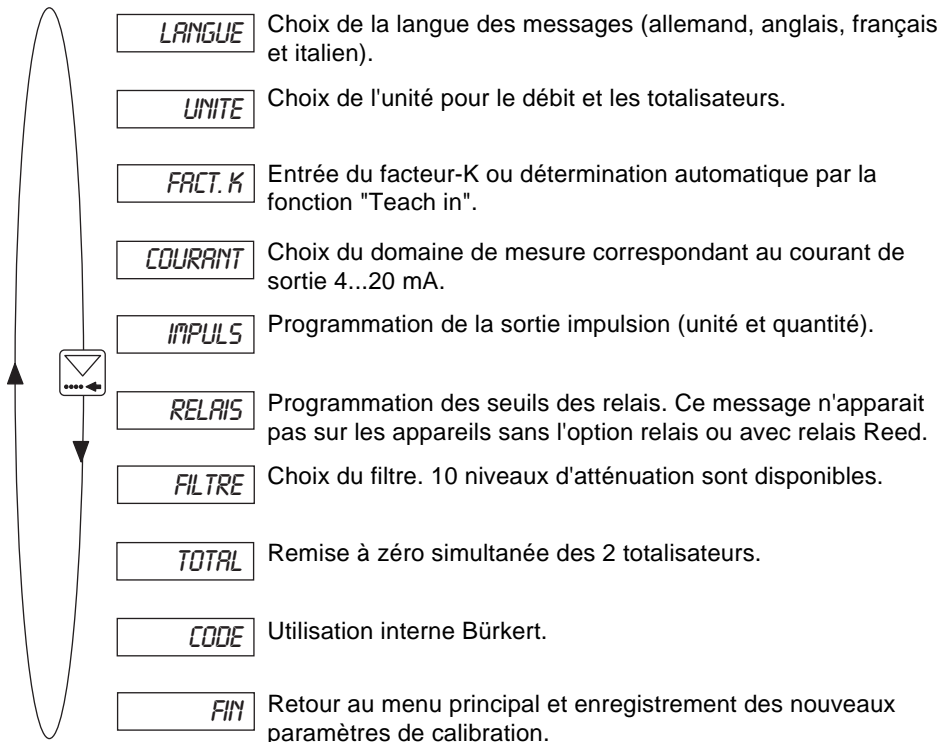 LANGUE Choix de la langue des messages (allemand, anglais, français
et italien).
UNITE Choix de l'unité pour le débit et les totalisateurs.
FACT. K Entrée du facteur-K ou détermination automatique par la
fonction "Teach in".
COURANT Choix du domaine de mesure correspondant au courant de
sortie 4...20 mA.
IMPULS Programmation de la sortie impulsion (unité et quantité).
RELAIS Programmation des seuils des relais. Ce message n'apparait
pas sur les appareils sans l'option relais ou avec relais Reed.
FILTRE Choix du filtre. 10 niveaux d'atténuation sont disponibles.
TOTAL Remise à zéro simultanée des 2 totalisateurs.
CODE Utilisation interne Bürkert.
FIN Retour au menu principal et enregistrement des nouveaux
paramètres de calibration.